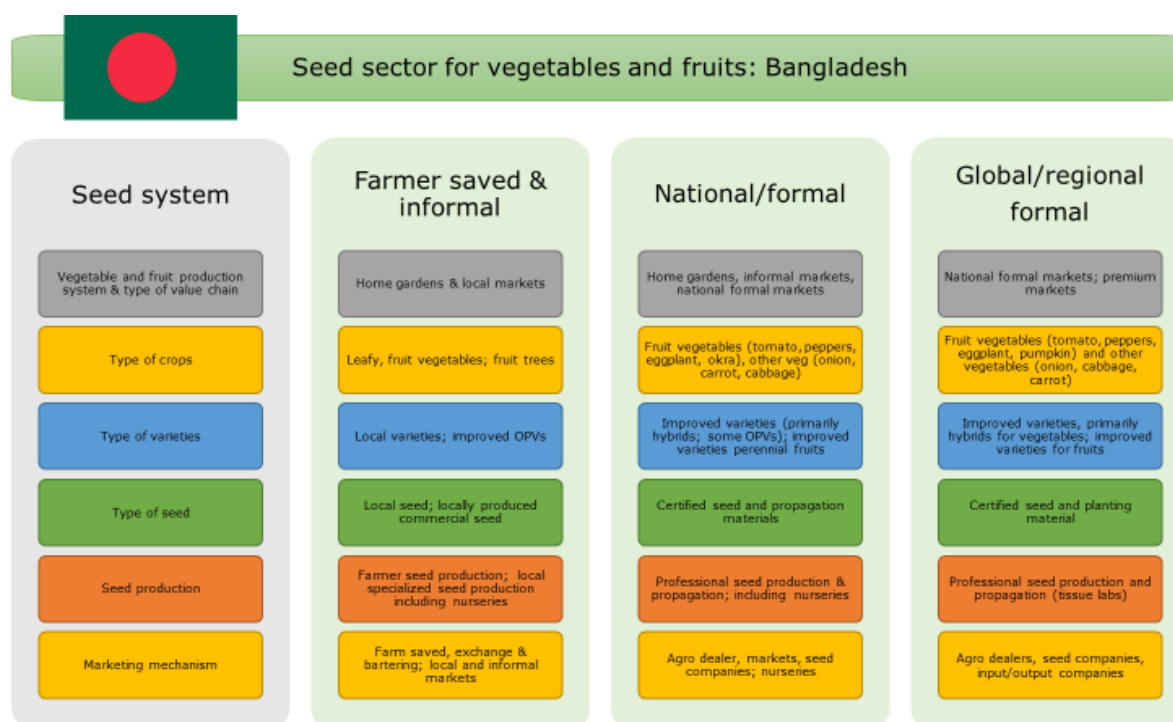 Seed sector for vegetables and fruits: Bangladesh
Seed system
Vegetable and fruit production
system & type of value chain
Type of crops
Type of varieties
Type of seed
Seed production
Marketing mechanism
Farmer saved &
informal
Home gardens & local markets
Leafy, fruit vegetables; fruit trees
Local varieties; improved OPVs
Local seed; locally produced
commercial seed
Farmer seed production; local
specialized seed production
including nurseries
Farm saved, exchange &
bartering; local and informal
markets
National/formal
Home gardens, informal markets,
national formal markets
Fruit vegetables (tomato, peppers,
eggplant, okra), other veg (onion,
carrot, cabbage)
Improved varieties (primarily
hybrids; some OPVs); improved
varieties perennial fruits
Certified seed and propagation
materials
Professional seed production &
propagation; including nurseries
Agro dealer, markets, seed
companies; nurseries
Global/regional
formal
National formal markets; premium
markets
Fruit vegetables (tomato, peppers,
eggplant, pumpkin) and other
vegetables (onion, cabbage,
carrot)
Improved varieties, primarily
hybrids for vegetables; improved
varieties for fruits
Certified seed and planting
material
Professional seed production and
propagation (tissue labs)
Agro dealers, seed companies,
input/output companies